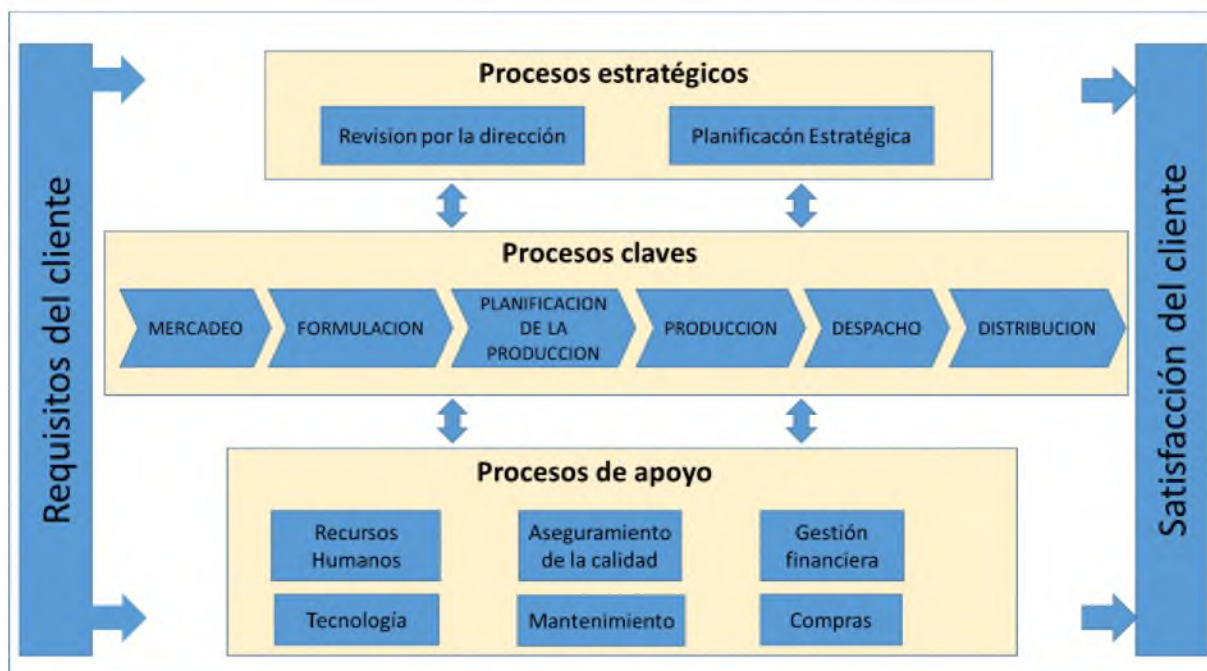 Requisitos del cliente
Procesos estratégicos
Revision por la dirección
Planificacón Estratégica
Procesos claves
MERCADEO
FORMULACION
PLANIFICACION
DE LA
PRODUCCION
PRODUCCION
DESPACHO
DISTRIBUCION
Procesos de apoyo
Recursos
Humanos
Aseguramiento
de la calidad
Gestión
financiera
Tecnología
Mantenimiento
Compras
Satisfacción del cliente